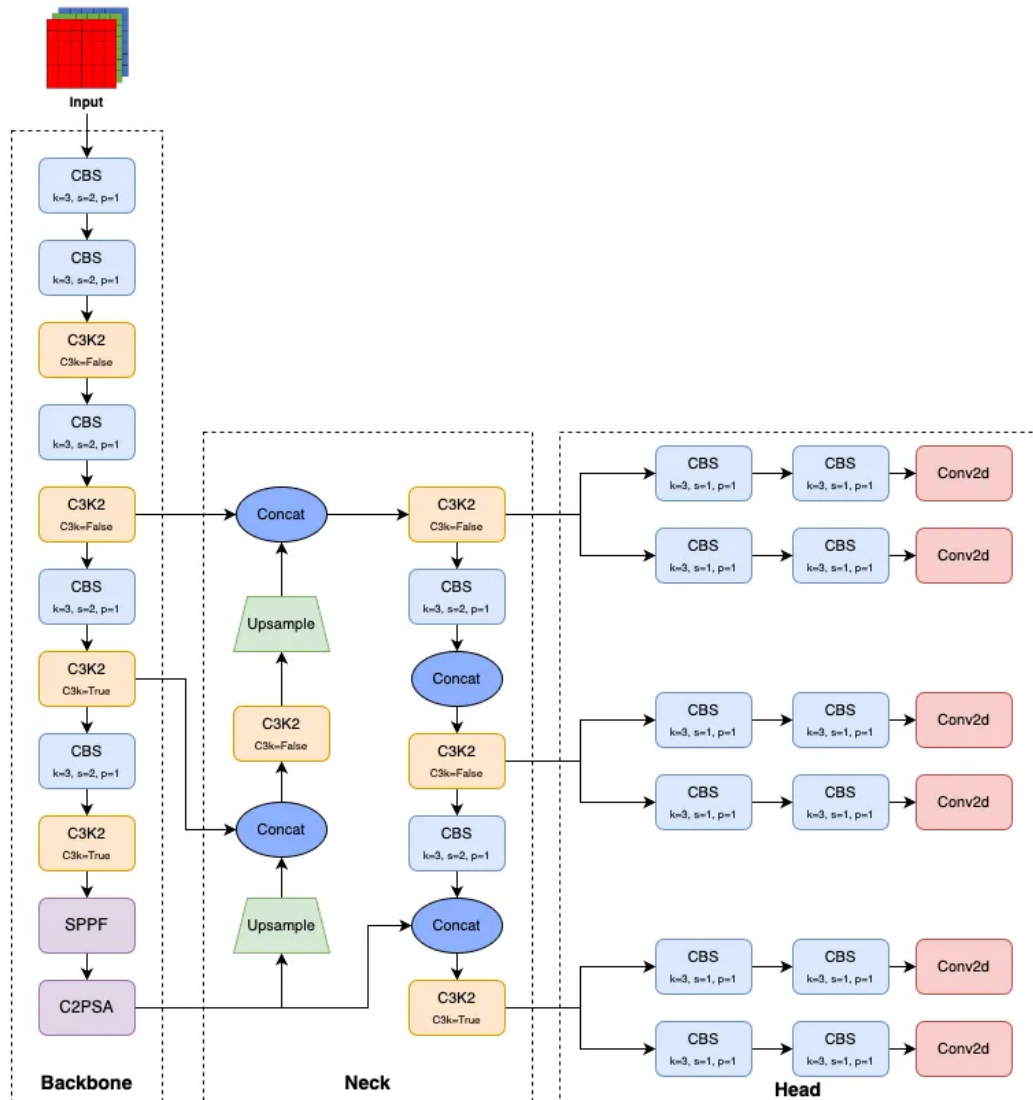 Input
CBS
k=3, s=2, p=1
CBS
k=3, s=2, p=1
C3K2
C3k=False
CBS
k=3, s=2, p=1
C3K2
C3k=False
CBS
k=3, s=2, p=1
C3K2
C3k=True
CBS
k=3, s=2, p=1
C3K2
C3k=True
SPPF
C2PSA
Backbone
Concat
Upsample
C3K2
C3k=False
Concat
Upsample
C3K2
C3k=False
CBS
k=3, s=2, p=1
Concat
C3K2
C3k=False
CBS
k=3, s=2, p=1
Concat
C3K2
C3k=True
Neck
CBS
k=3, s=1, p=1
CBS
k=3, s=1, p=1
Conv2d
CBS
k=3, s=1, p=1
CBS
k=3, s=1, p=1
Conv2d
CBS
k=3, s=1, p=1
CBS
k=3, s=1, p=1
Conv2d
CBS
k=3, s=1, p=1
CBS
k=3, s=1, p=1
Conv2d
CBS
k=3, s=1, p=1
CBS
k=3, s=1, p=1
Conv2d
CBS
k=3, s=1, p=1
CBS
k=3, s=1, p=1
Conv2d
Head